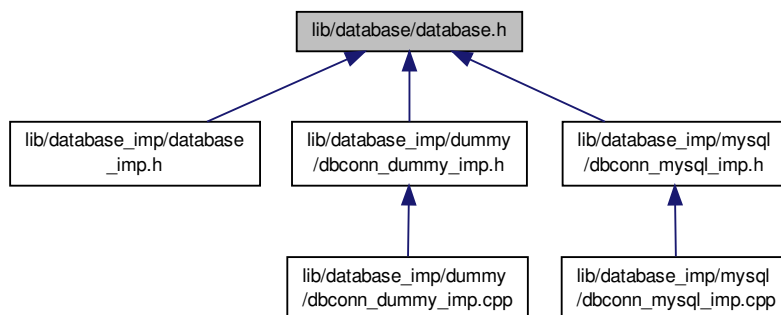 lib/database/database.h
lib/database_imp/database
_imp.h
lib/database_imp/dummy
/dbconn_dummy_imp.h
lib/database_imp/mysql
/dbconn_mysql_imp.h
lib/database_imp/dummy
/dbconn_dummy_imp.cpp
lib/database_imp/mysql
/dbconn_mysql_imp.cpp